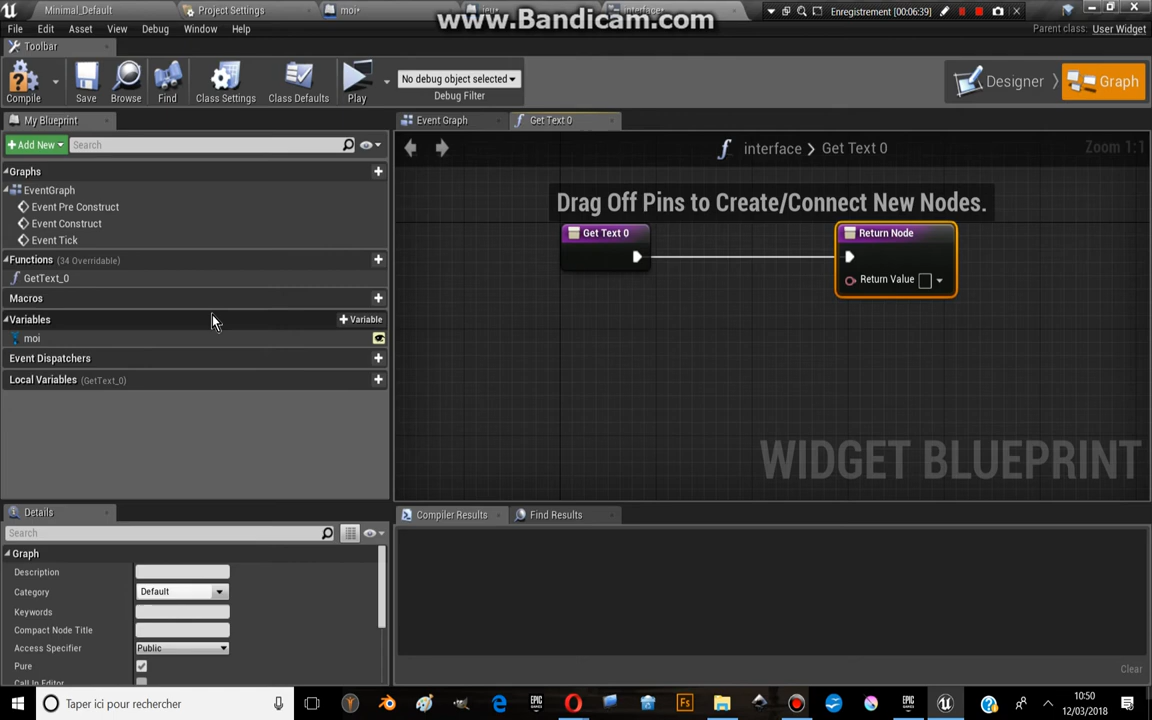 Minimal_Default
Project Settings
moi*
interface*
www.Bandicam.com
Enregistrement [00:06:39]
File Edit Asset View Debug Window Help
Parent class: User Widget
Toolbar
Compile
Save
Browse
Find
Class Settings
Class Defaults
Play
No debug object selected
Debug Filter
Designer
Graph
My Blueprint
Event Graph
Get Text 0
Add New
Search
interface > Get Text 0
Zoom 1:1
Graphs
EventGraph
Event Pre Construct
Event Construct
Event Tick
Functions (34 Overridable)
GetText_0
Macros
Variables
+ Variable
moi
Event Dispatchers
Local Variables (GetText_0)
Drag Off Pins to Create/Connect New Nodes.
Get Text 0
Return Node
Return Value
WIDGET BLUEPRINT
Details
Search
Graph
Description
Category
Default
Keywords
Compact Node Title
Access Specifier
Public
Pure
Call In Editor
Compiler Results
Find Results
Clear
Taper ici pour rechercher
EPIC GAMES
Fs
EPIC GAMES
10:50
12/03/2018